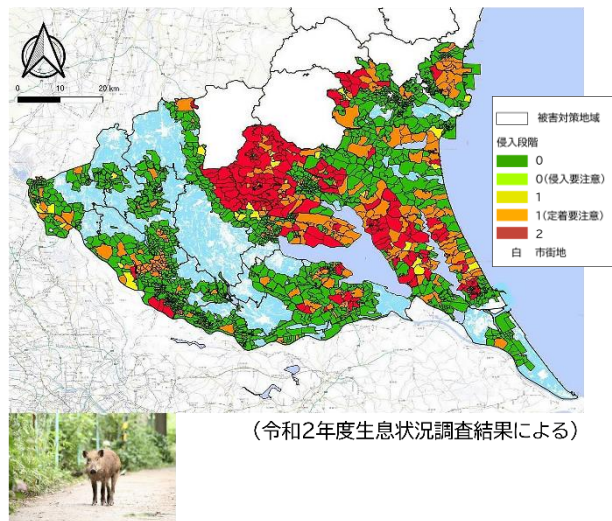 0 10 20 km
被害対策地域
侵入段階
0
0(侵入要注意)
1
1(定着要注意)
2
白 市街地
(令和2年度生息状況調査結果による)